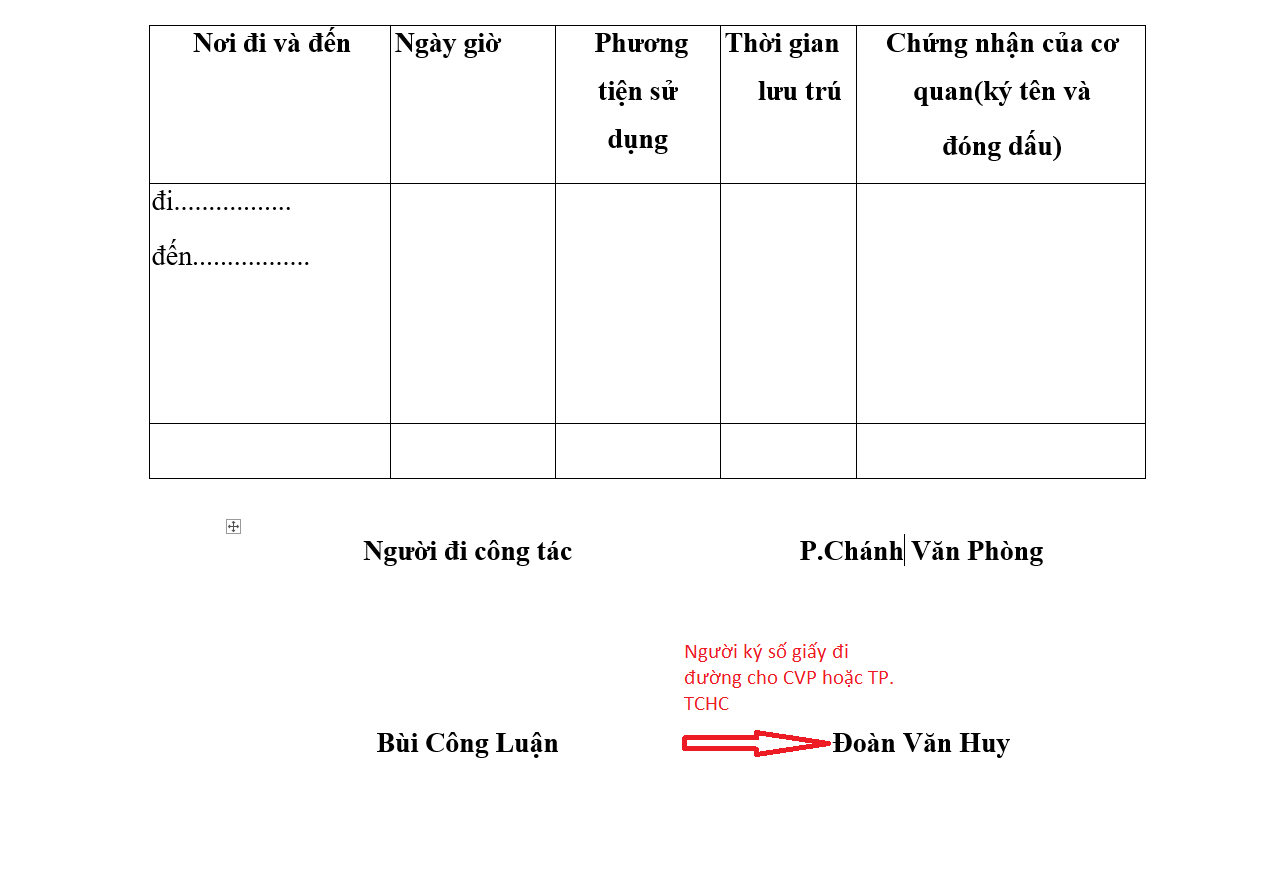 Nơi đi và đến
Ngày giờ
Phương
tiện sử
dụng
Thời gian
lưu trú
Chứng nhận của cơ
quan(ký tên và
đóng dấu)
đi.................
đến.................
Người đi công tác
P.Chánh Văn Phòng
Người ký số giấy đi
đường cho CVP hoặc TP.
TCHC
Bùi Công Luận
Đoàn Văn Huy